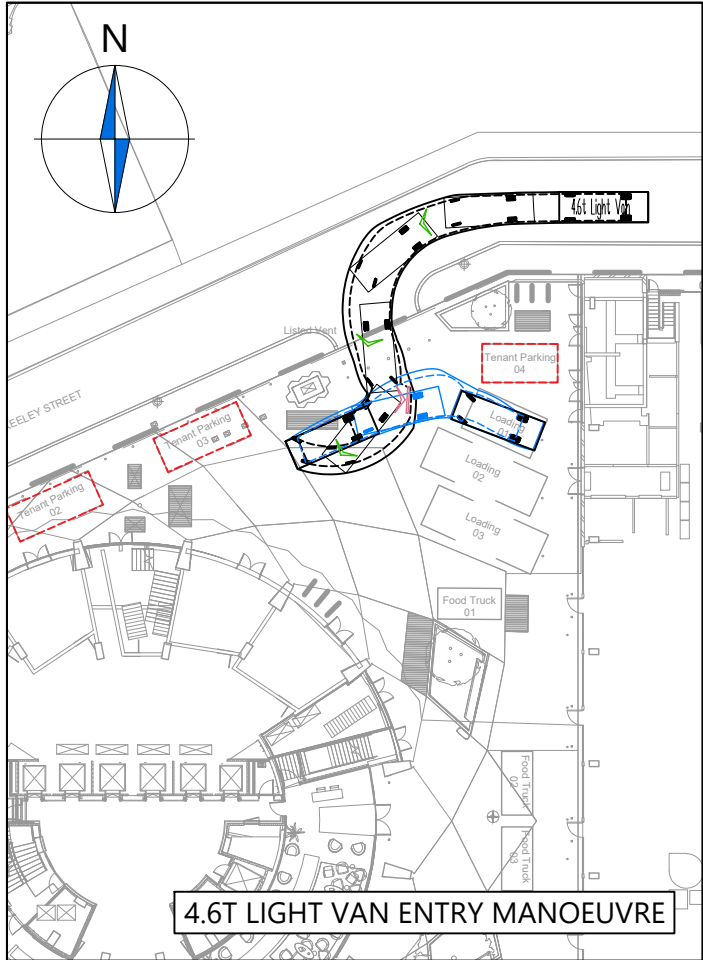 N
4.6t Light Van
Listed Vent
Tenant Parking
04
EELEY STREET
Tenant Parking
03
Loading
01
Loading
02
Tenant Parking
02
Loading
03
Food Truck
01
Food Truck
02
Food Truck
03
4.6T LIGHT VAN ENTRY MANOEUVRE